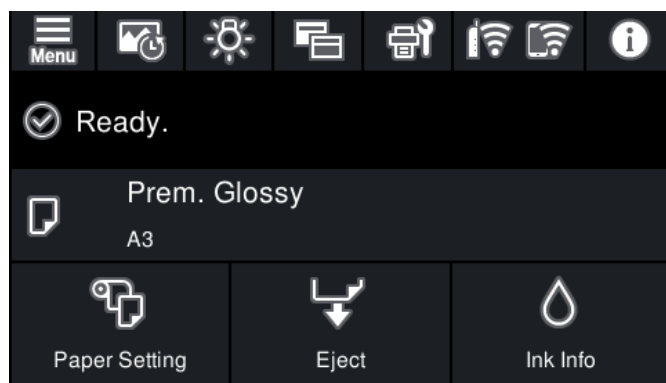 Menu
Ready.
Prem. Glossy
A3
Paper Setting
Eject
Ink Info